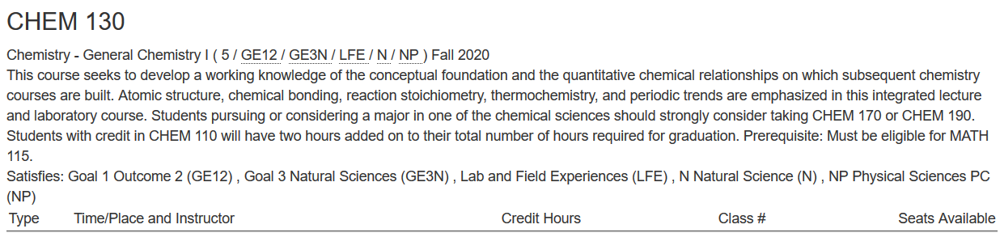 CHEM 130
Chemistry - General Chemistry I ( 5 / GE12 / GE3N / LFE / N / NP ) Fall 2020
This course seeks to develop a working knowledge of the conceptual foundation and the quantitative chemical relationships on which subsequent chemistry
courses are built. Atomic structure, chemical bonding, reaction stoichiometry, thermochemistry, and periodic trends are emphasized in this integrated lecture
and laboratory course. Students pursuing or considering a major in one of the chemical sciences should strongly consider taking CHEM 170 or CHEM 190.
Students with credit in CHEM 110 will have two hours added on to their total number of hours required for graduation. Prerequisite: Must be eligible for MATH
115.
Satisfies: Goal 1 Outcome 2 (GE12) , Goal 3 Natural Sciences (GE3N) , Lab and Field Experiences (LFE) , N Natural Science (N) , NP Physical Sciences PC
(NP)
Type Time/Place and Instructor Credit Hours Class # Seats Available